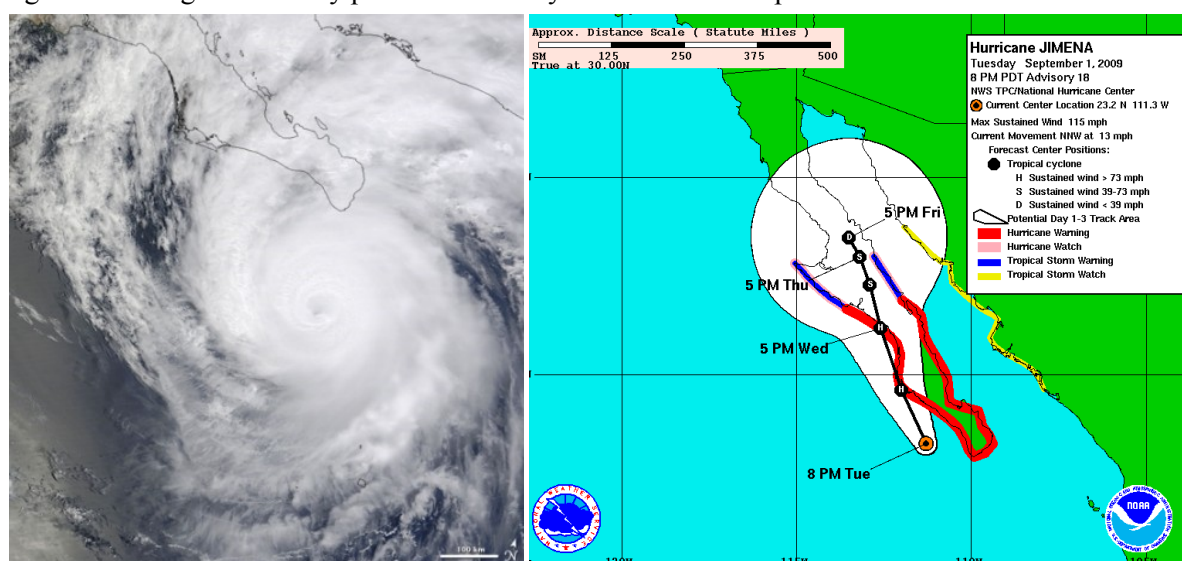 100 km
N
Approx. Distance Scale ( Statute Miles )
SM 125 250 375 500
True at 30.00N
Hurricane JIMENA
Tuesday September 1, 2009
8 PM PDT Advisory 18
NWS TPC/National Hurricane Center
Current Center Location 23.2 N 111.3 W
Max Sustained Wind 115 mph
Current Movement NNW at 13 mph
Forecast Center Positions:
Tropical cyclone
H Sustained wind > 73 mph
S Sustained wind 39-73 mph
D Sustained wind < 39 mph
Potential Day 1-3 Track Area
Hurricane Warning
Hurricane Watch
Tropical Storm Warning
Tropical Storm Watch
5 PM Fri
D
S
5 PM Thu
S
H
5 PM Wed
H
8 PM Tue
NATIONAL WEATHER SERVICE
NOAA
115W